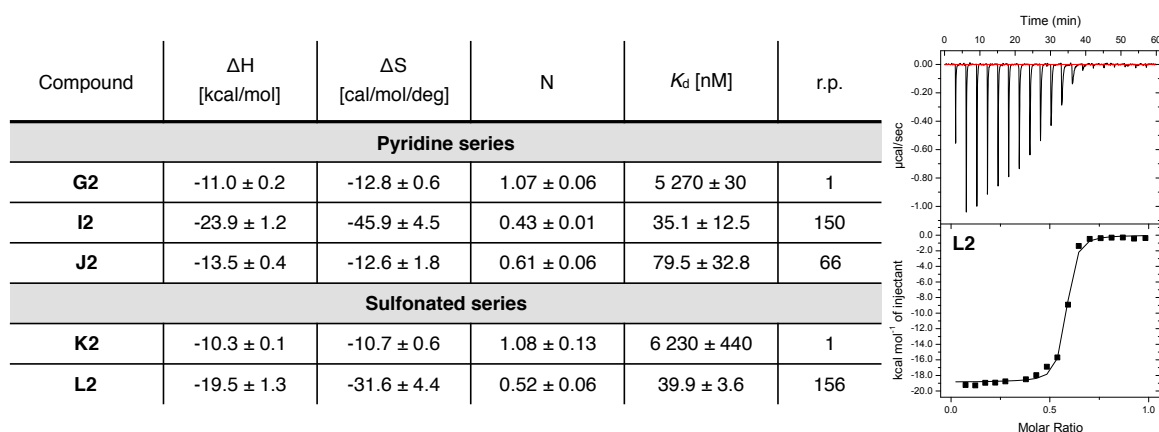 Compound ΔH [kcal/mol] ΔS [cal/mol/deg] N Kd [nM] r.p.
Pyridine series
G2 -11.0 ± 0.2 -12.8 ± 0.6 1.07 ± 0.06 5 270 ± 30 1
I2 -23.9 ± 1.2 -45.9 ± 4.5 0.43 ± 0.01 35.1 ± 12.5 150
J2 -13.5 ± 0.4 -12.6 ± 1.8 0.61 ± 0.06 79.5 ± 32.8 66
Sulfonated series
K2 -10.3 ± 0.1 -10.7 ± 0.6 1.08 ± 0.13 6 230 ± 440 1
L2 -19.5 ± 1.3 -31.6 ± 4.4 0.52 ± 0.06 39.9 ± 3.6 156
Time (min)
0 10 20 30 40 50 60
0.00
-0.20
-0.40
-0.60
-0.80
-1.00
µcal/sec
L2
0.0
-2.0
-4.0
-6.0
-8.0
-10.0
-12.0
-14.0
-16.0
-18.0
-20.0
kcal mol-1 of injectant
0.0 0.5 1.0
Molar Ratio